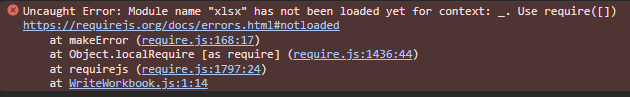 Uncaught Error: Module name "xlsx" has not been loaded yet for context: _. Use require([])
https://requirejs.org/docs/errors.html#notloaded
at makeError (require.js:168:17)
at Object.localRequire [as require] (require.js:1436:44)
at requirejs (require.js:1797:24)
at WriteWorkbook.js:1:14